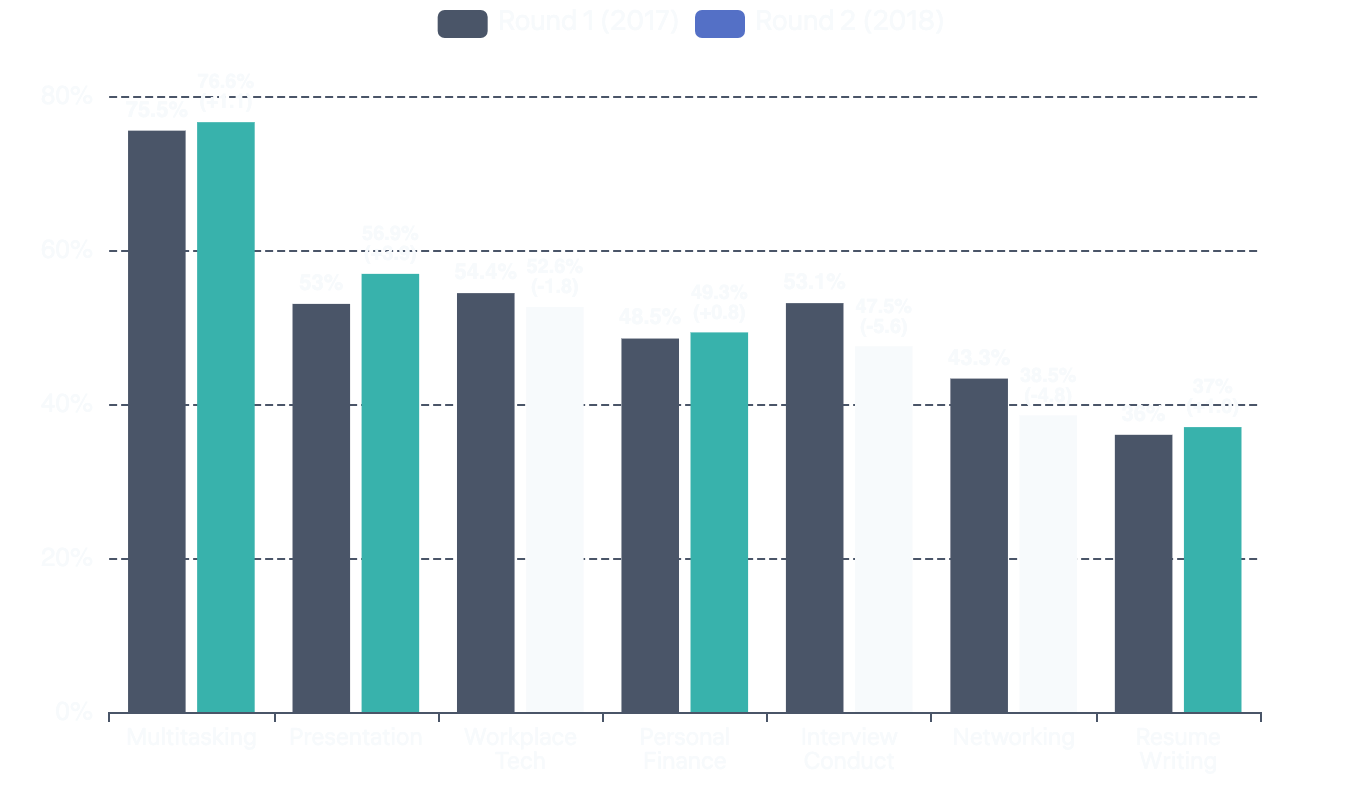 Round 1 (2017) Round 2 (2018)
80%
60%
40%
20%
0%
75.5%
53%
56.9%
54.4%
52.6%
(-1.8)
48.5%
49.3%
(+0.8)
53.1%
47.5%
(-5.6)
43.3%
38.5%
(-4.8)
36%
37%
Multitasking
Presentation
Workplace
Tech
Personal
Finance
Interview
Conduct
Networking
Resume
Writing